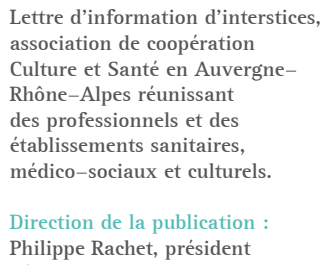 Lettre d’information d’interstices,
association de coopération
Culture et Santé en Auvergne–
Rhône–Alpes réunissant
des professionnels et des
établissements sanitaires,
médico–sociaux et culturels.

Direction de la publication :
Philippe Rachet, président